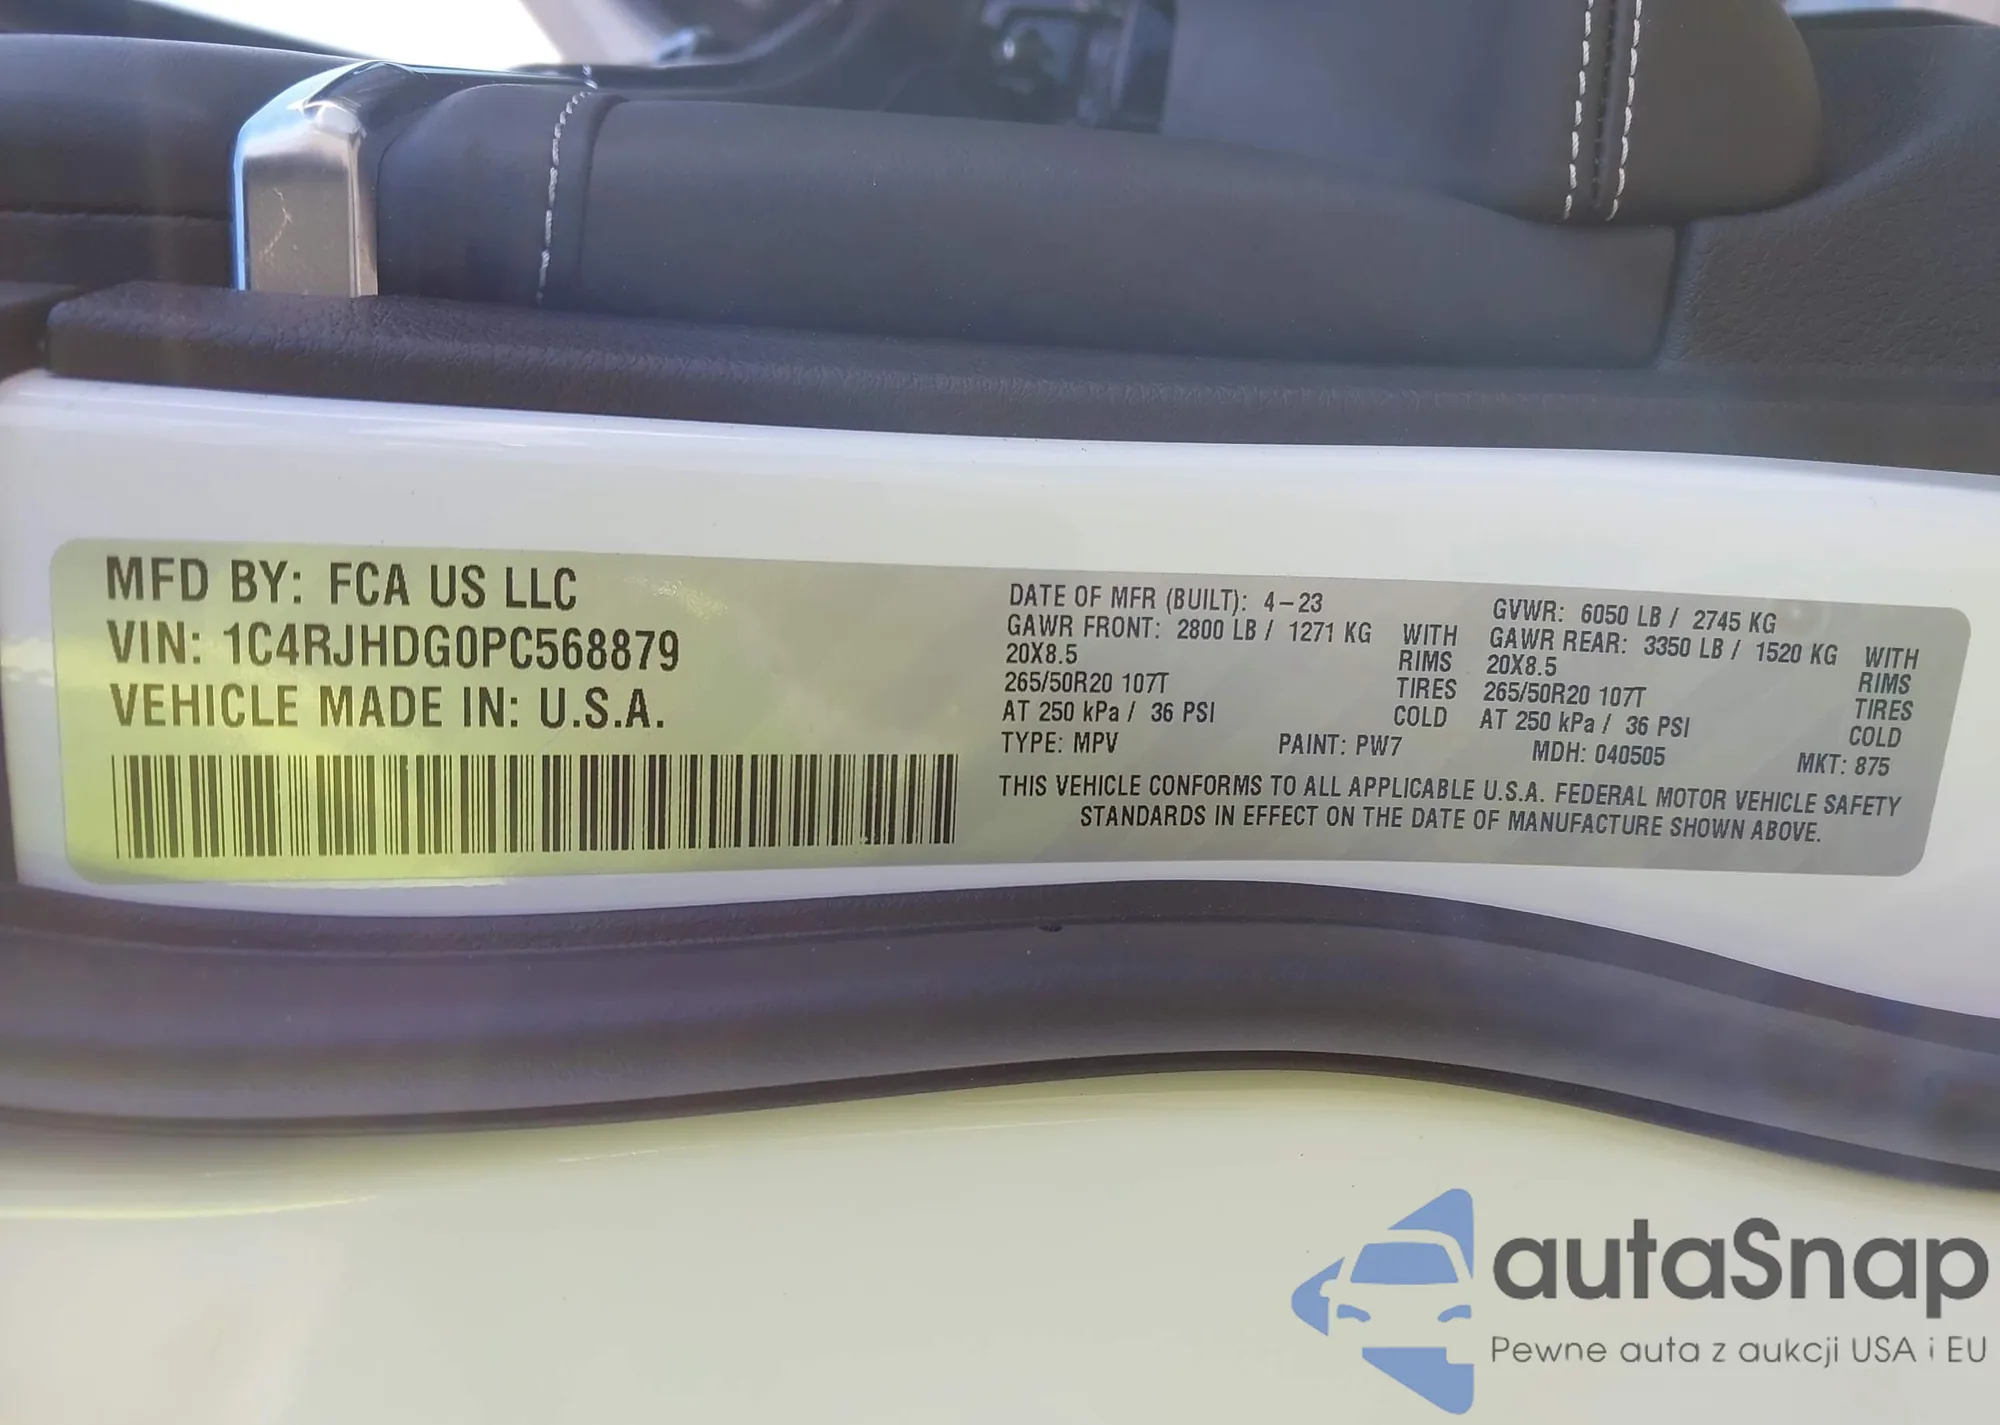 MFD BY: FCA US LLC
VIN: 1C4RJHDG0PC568879
VEHICLE MADE IN: U.S.A.
DATE OF MFR (BUILT): 4-23
GVWR: 6050 LB / 2745 KG
GAWR FRONT: 2800 LB / 1271 KG WITH
20X8.5 RIMS
265/50R20 107T TIRES
AT 250 kPa / 36 PSI COLD
GAWR REAR: 3350 LB / 1520 KG WITH
20X8.5 RIMS
265/50R20 107T TIRES
AT 250 kPa / 36 PSI COLD
TYPE: MPV PAINT: PW7 MDH: 040505 MKT: 875
THIS VEHICLE CONFORMS TO ALL APPLICABLE U.S.A. FEDERAL MOTOR VEHICLE SAFETY
STANDARDS IN EFFECT ON THE DATE OF MANUFACTURE SHOWN ABOVE.
autaSnap
Pewne auta z aukcji USA i EU